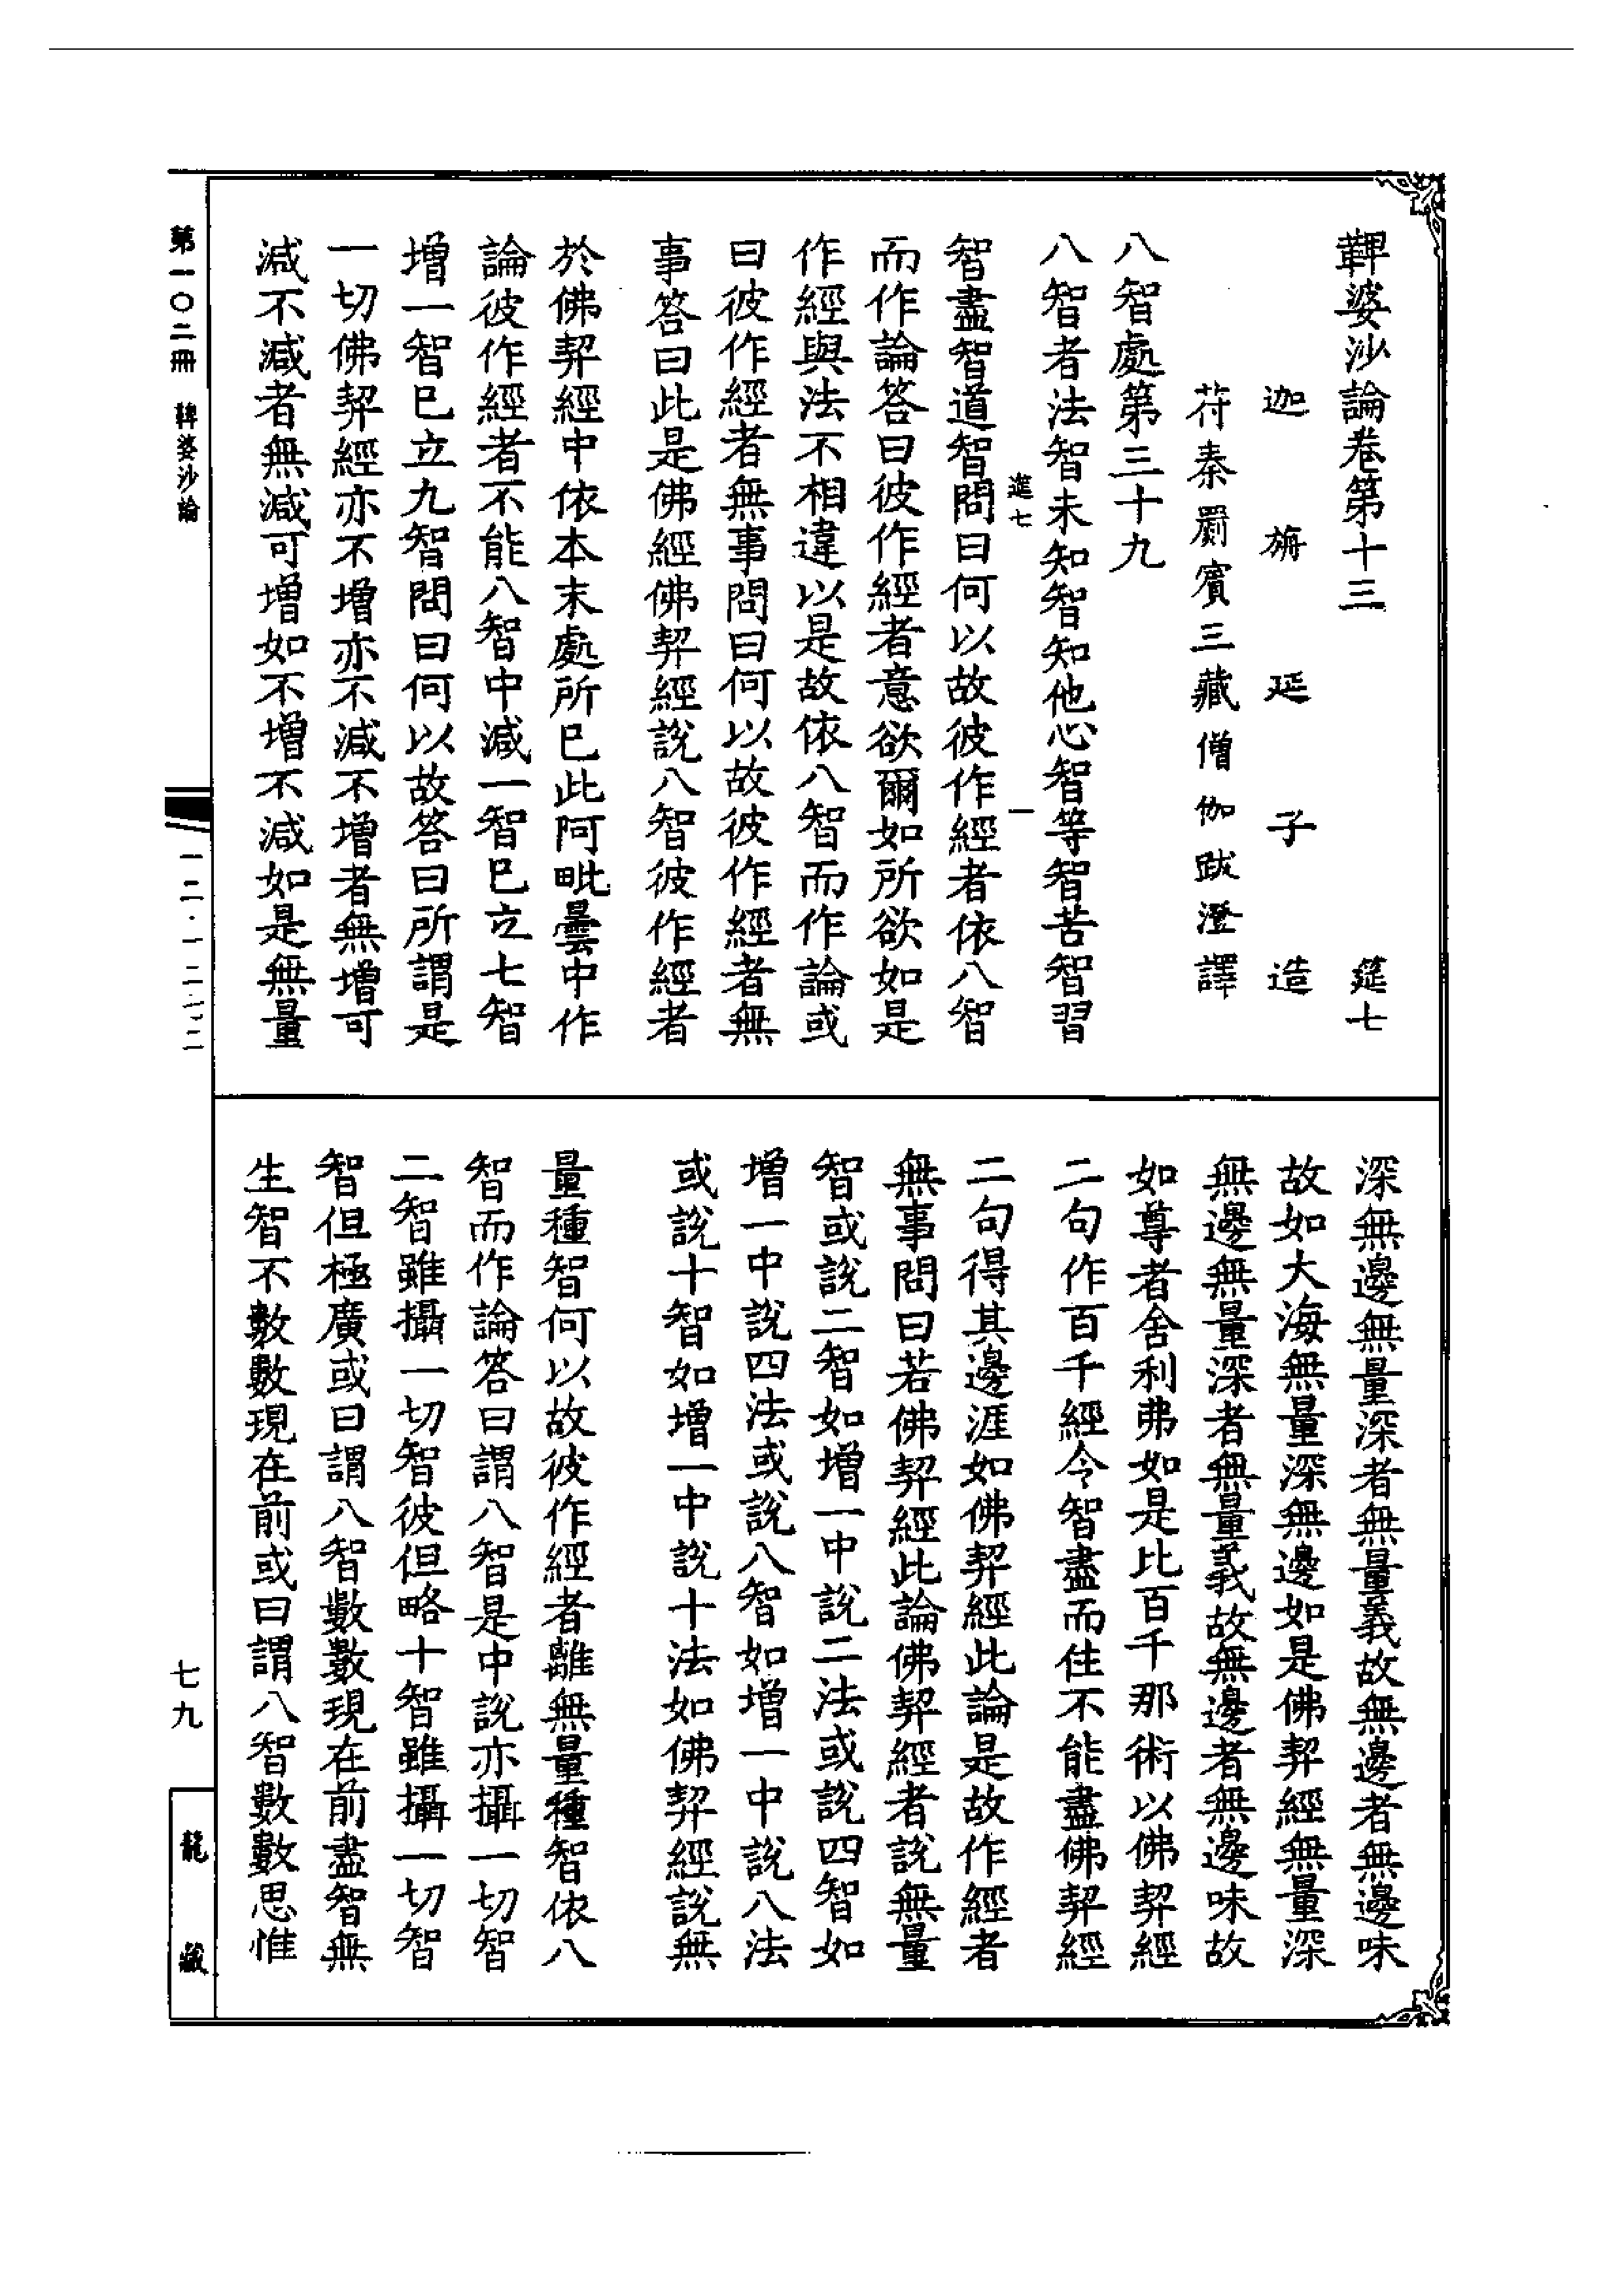 鞞婆沙論卷第十三　筵七
迦旃延子造
苻秦罽賓三藏僧伽跋澄譯
八智處第三十九
八智者法智未知智知他心智等智苦智習
筵七　一
智盡智道智問曰何以故彼作經者依八智
而作論答曰彼作經者意欲爾如所欲如是
作經與法不相違以是故依八智而作論或
曰彼作經者無事問曰何以故彼作經者無
事答曰此是佛經佛契經說八智彼作經者
於佛契經中依本末處所已此阿毗曇中作
論彼作經者不能八智中減一智已立七智
增一智已立九智問曰何以故答曰所謂是
一切佛契經亦不增亦不減不增者無增可
減不減者無減可增如不增不減如是無量
深無邊無量深者無量義故無邊者無邊味
故如大海無量深無邊如是佛契經無量深
無邊無量深者無量義故無邊者無邊味故
如尊者舍利弗如是比百千那術以佛契經
二句作百千經令智盡而住不能盡佛契經
二句得其邊涯如佛契經此論是故作經者
無事問曰若佛契經此論佛契經者說無量
智或說二智如增一中說二法或說四智如
增一中說四法或說八智如增一中說八法
或說十智如增一中說十法如佛契經說無
量種智何以故彼作經者離無量種智依八
智而作論答曰謂八智是中說亦攝一切智
二智雖攝一切智彼但略十智雖攝一切智
智但極廣或曰謂八智數數現在前盡智無
生智不數數現在前或曰謂八智數數思惟
第一〇二冊　鞞婆沙論
一二·一二二·二
七九
龍藏